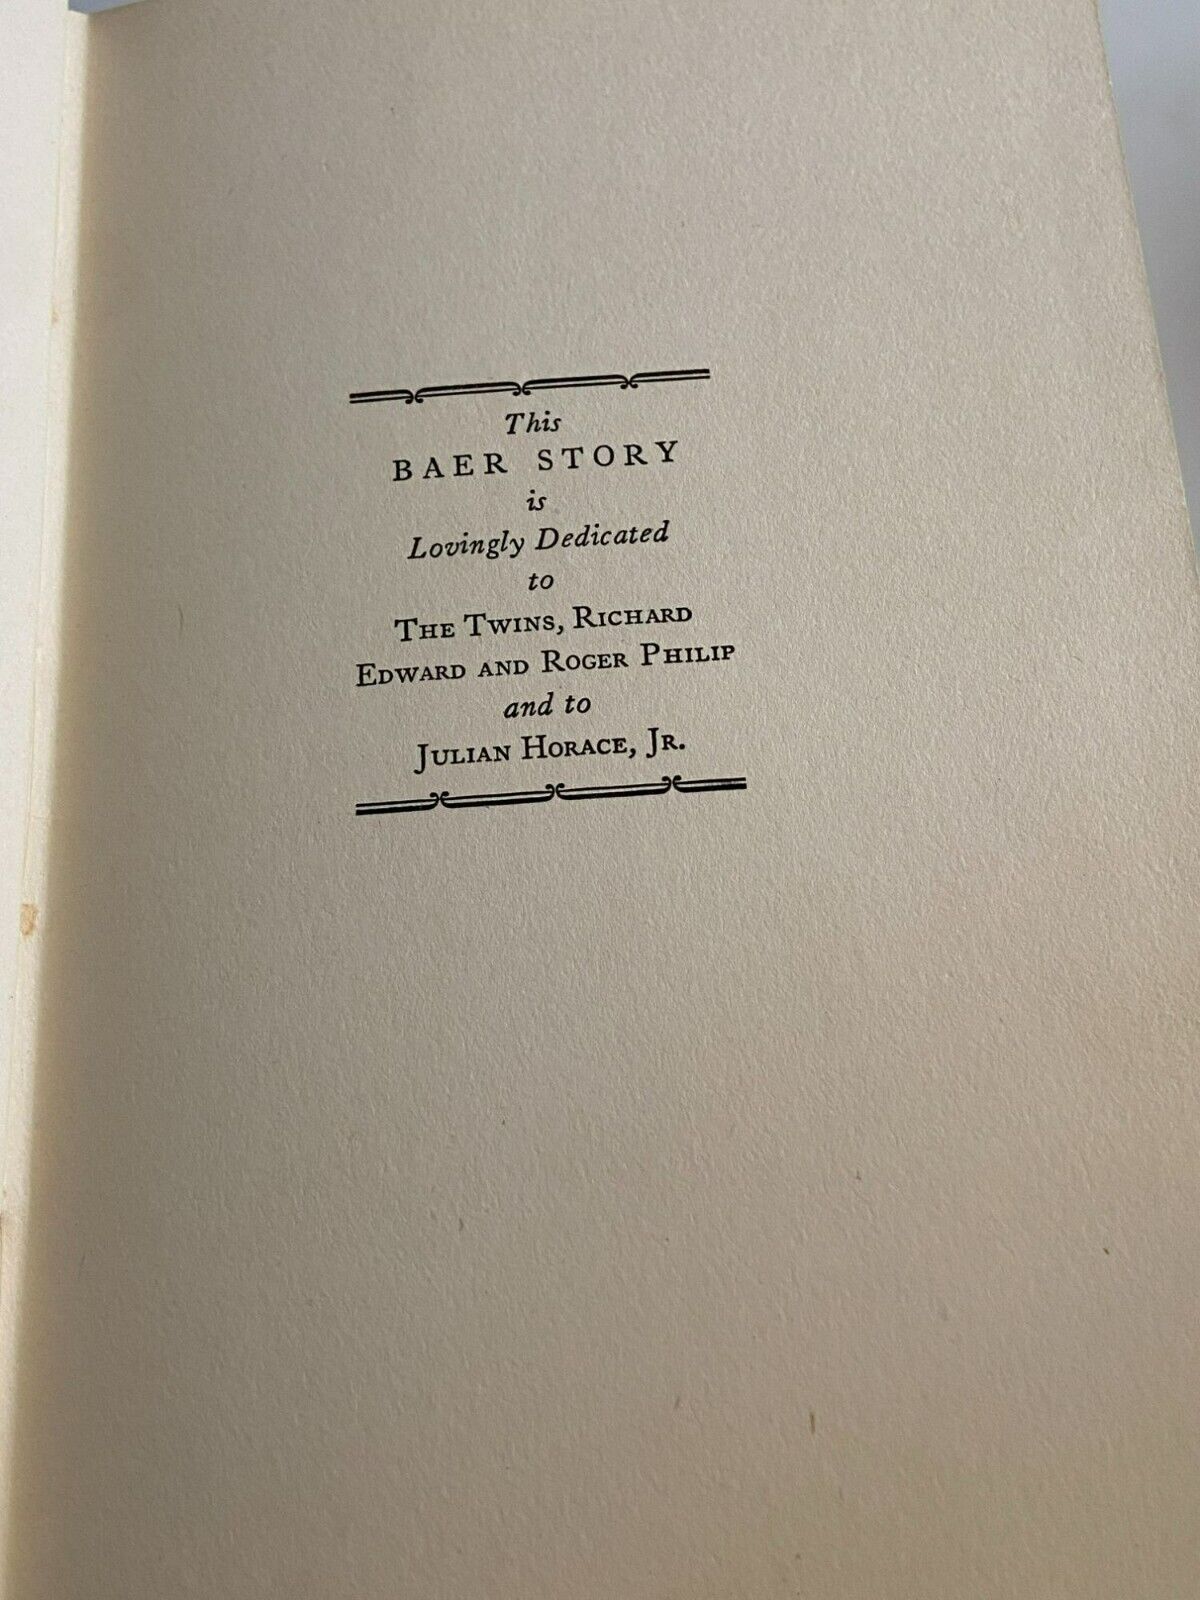 This
BAER STORY
is
Lovingly Dedicated
to
THE TWINS, RICHARD
EDWARD AND ROGER PHILIP
and to
JULIAN HORACE, JR.